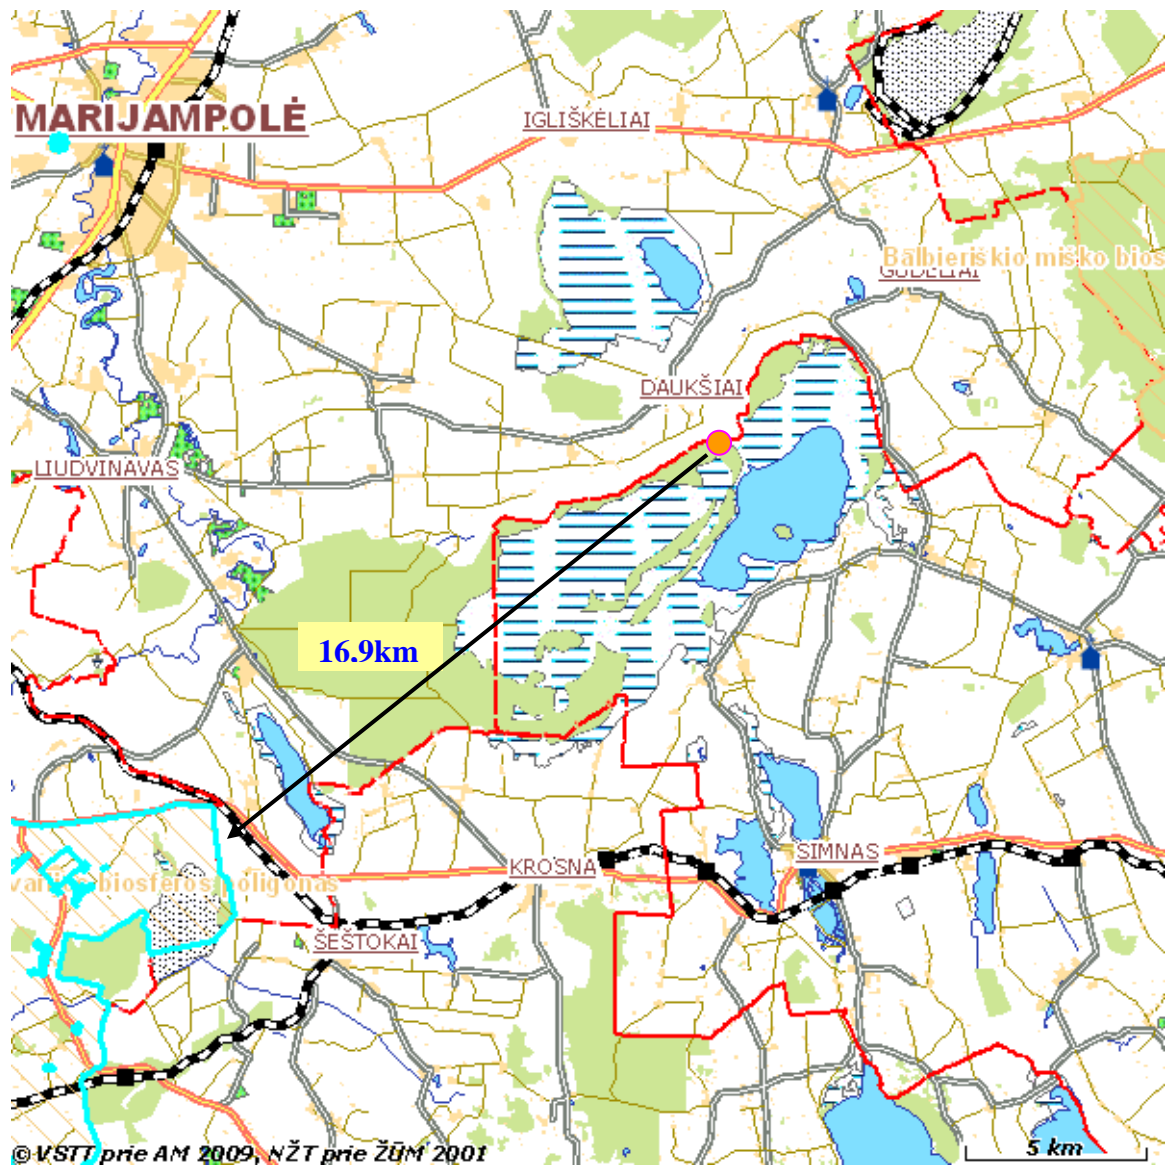 MARIJAMPOLĖ
IGLIŠKĖLIAI
Balbieriškio miško bios
GUDELIAI
DAUKŠIAI
LIUDVINAVAS
16.9km
SIMNAS
KROSNA
biosferos poligonas
ŠEŠTOKAI
5 km
© VSTT prie AM 2009, NŽT prie ŽŪM 2001